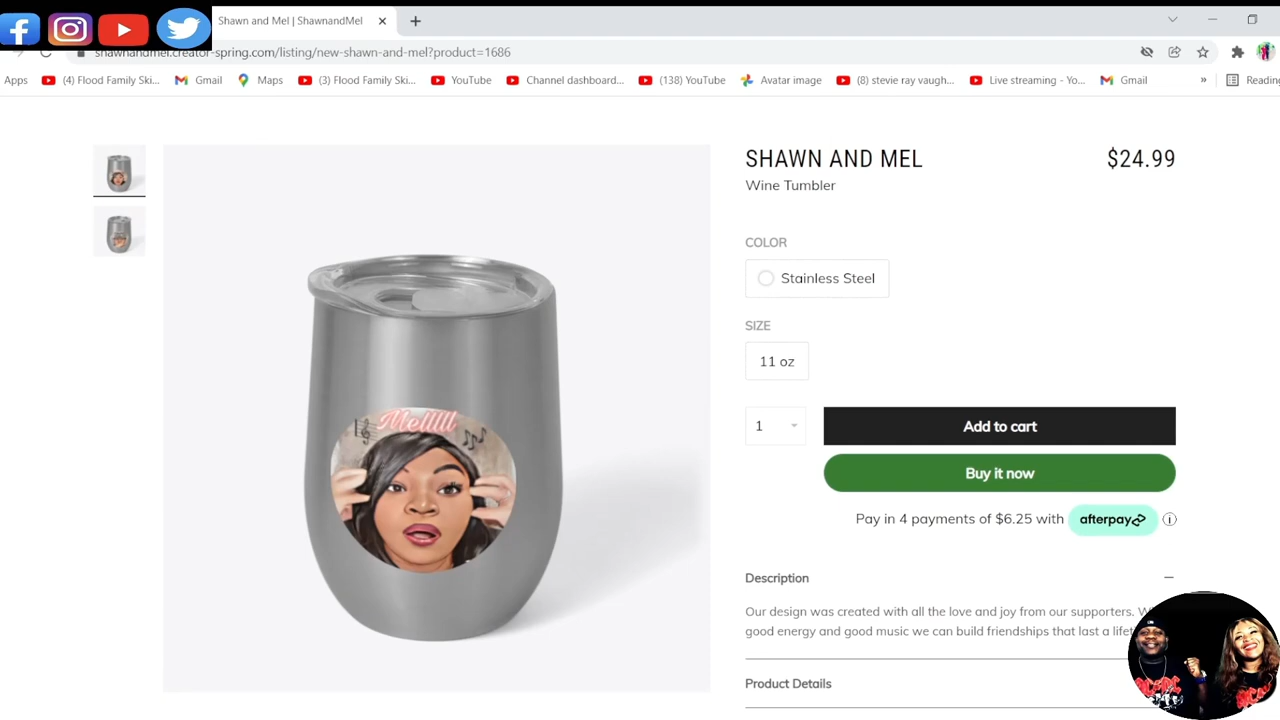 Shawn and Mel | ShawnandMel
shawnandmel.creator-spring.com/listing/new-shawn-and-mel?product=1686
Apps
(4) Flood Family Ski...
Gmail
Maps
(3) Flood Family Ski...
YouTube
Channel dashboard...
(138) YouTube
Avatar image
(8) stevie ray vaugh...
Live streaming - Yo...
Gmail
»
Reading
SHAWN AND MEL
$24.99
Wine Tumbler
COLOR
Stainless Steel
SIZE
11 oz
1
Add to cart
Buy it now
Pay in 4 payments of $6.25 with afterpay
Description
Our design was created with all the love and joy from our supporters.
good energy and good music we can build friendships that last a
Product Details